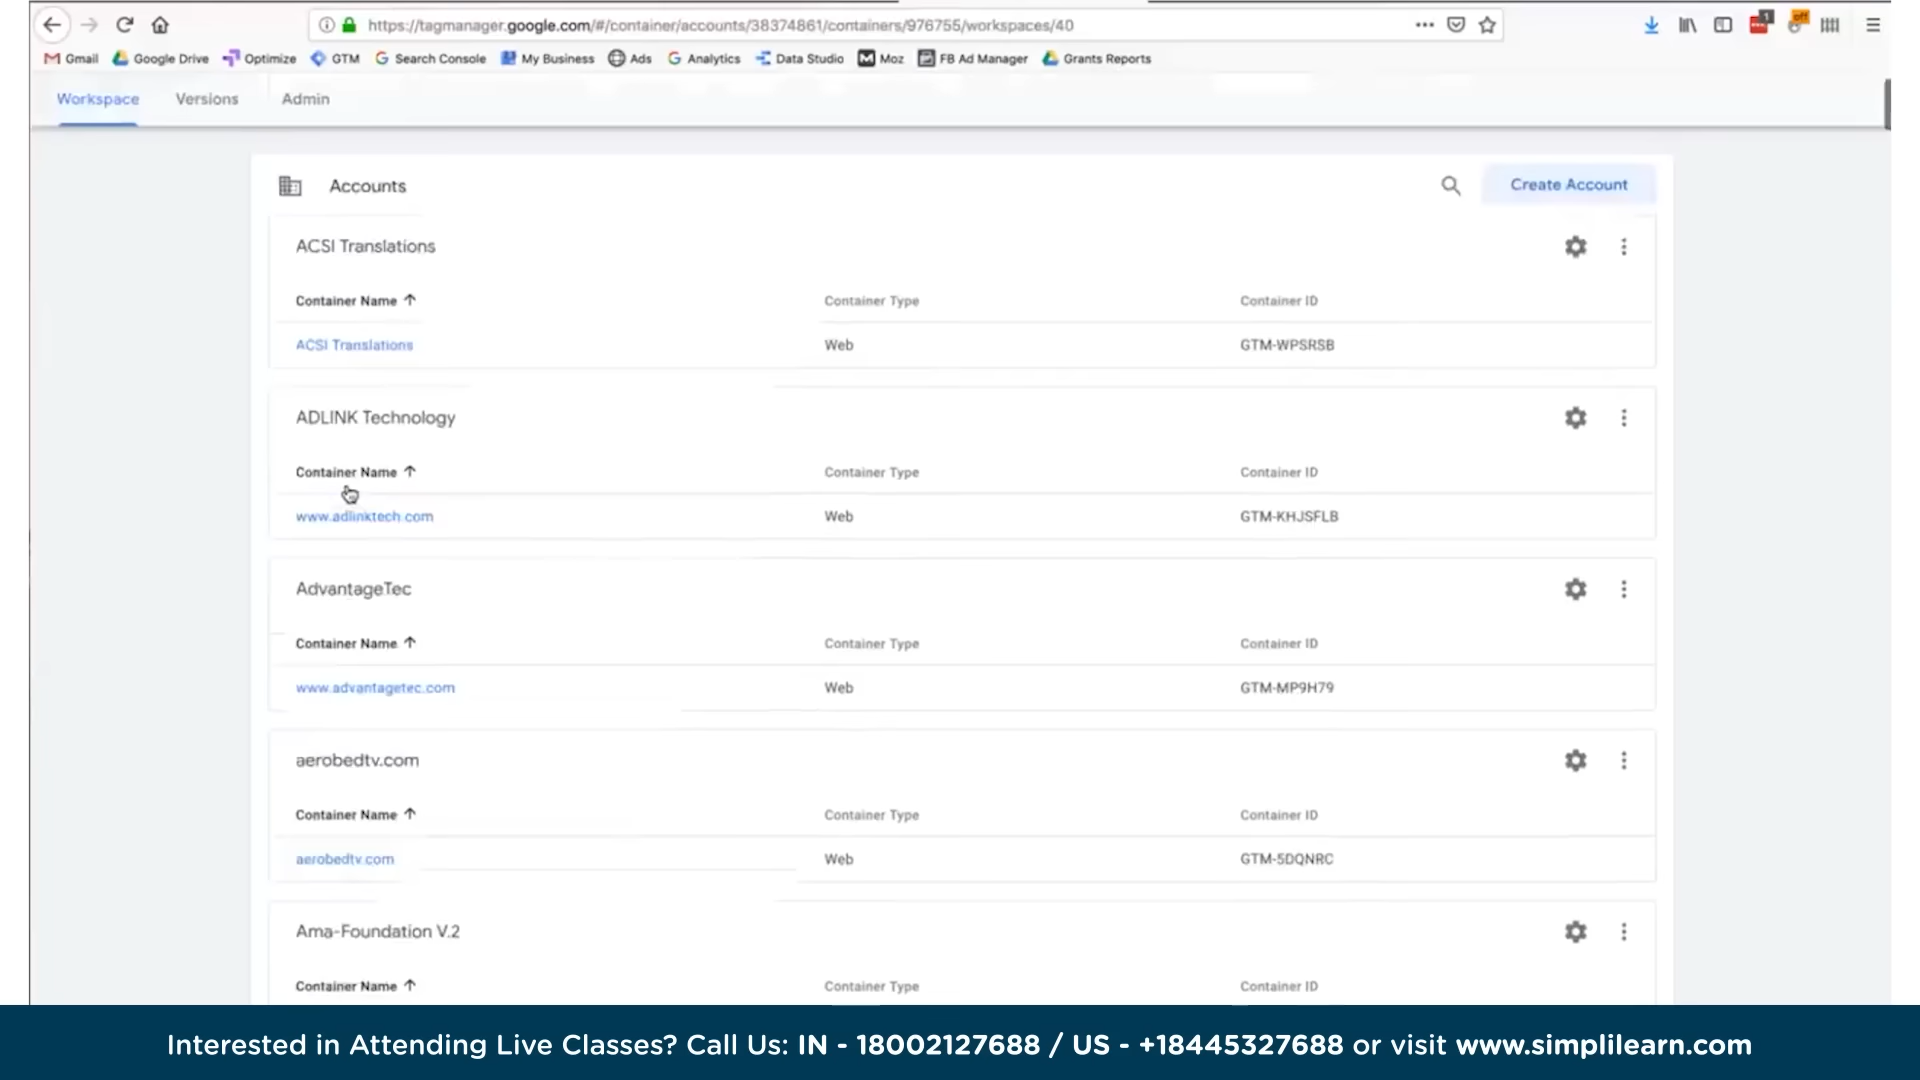 https://tagmanager.google.com/#/container/accounts/38374861/containers/976755/workspaces/40
1 off
Gmail Google Drive Optimize GTM Search Console My Business Ads Analytics Data Studio Moz FB Ad Manager Grants Reports
Workspace Versions Admin
Accounts Create Account
ACSI Translations
Container Name Container Type Container ID
ACSI Translations Web GTM-WPSRSB
ADLINK Technology
Container Name Container Type Container ID
www.adlinktech.com Web GTM-KHJSFLB
AdvantageTec
Container Name Container Type Container ID
www.advantagetec.com Web GTM-MP9H79
aerobedtv.com
Container Name Container Type Container ID
aerobedtv.com Web GTM-5DQNRC
Ama-Foundation V.2
Container Name Container Type Container ID
Interested in Attending Live Classes? Call Us: IN - 18002127688 / US - +18445327688 or visit www.simplilearn.com